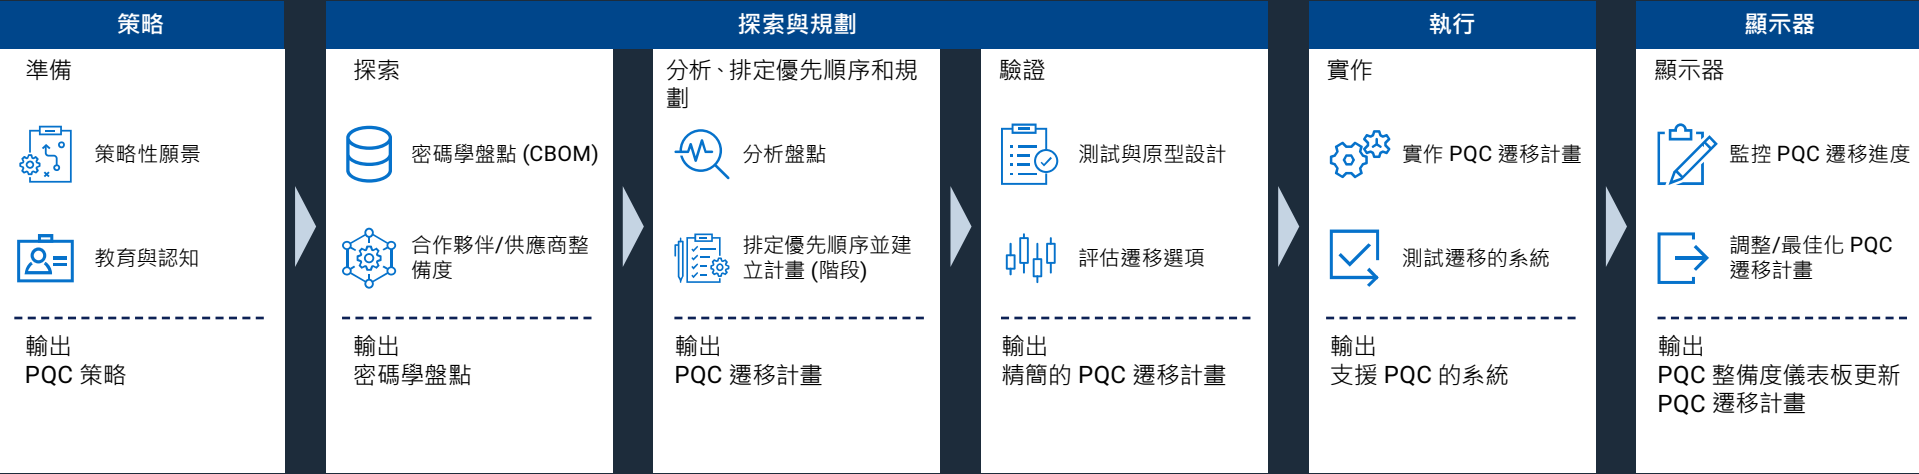 策略
探索與規劃
執行
顯示器
準備
策略性願景
教育與認知
輸出
PQC 策略
探索
密碼學盤點 (CBOM)
合作夥伴/供應商整
備度
輸出
密碼學盤點
分析、排定優先順序和規
劃
分析盤點
排定優先順序並建
立計畫 (階段)
輸出
PQC 遷移計畫
驗證
測試與原型設計
評估遷移選項
輸出
精簡的 PQC 遷移計畫
實作
實作 PQC 遷移計畫
測試遷移的系統
輸出
支援 PQC 的系統
顯示器
監控 PQC 遷移進度
調整/最佳化 PQC
遷移計畫
輸出
PQC 整備度儀表板更新
PQC 遷移計畫